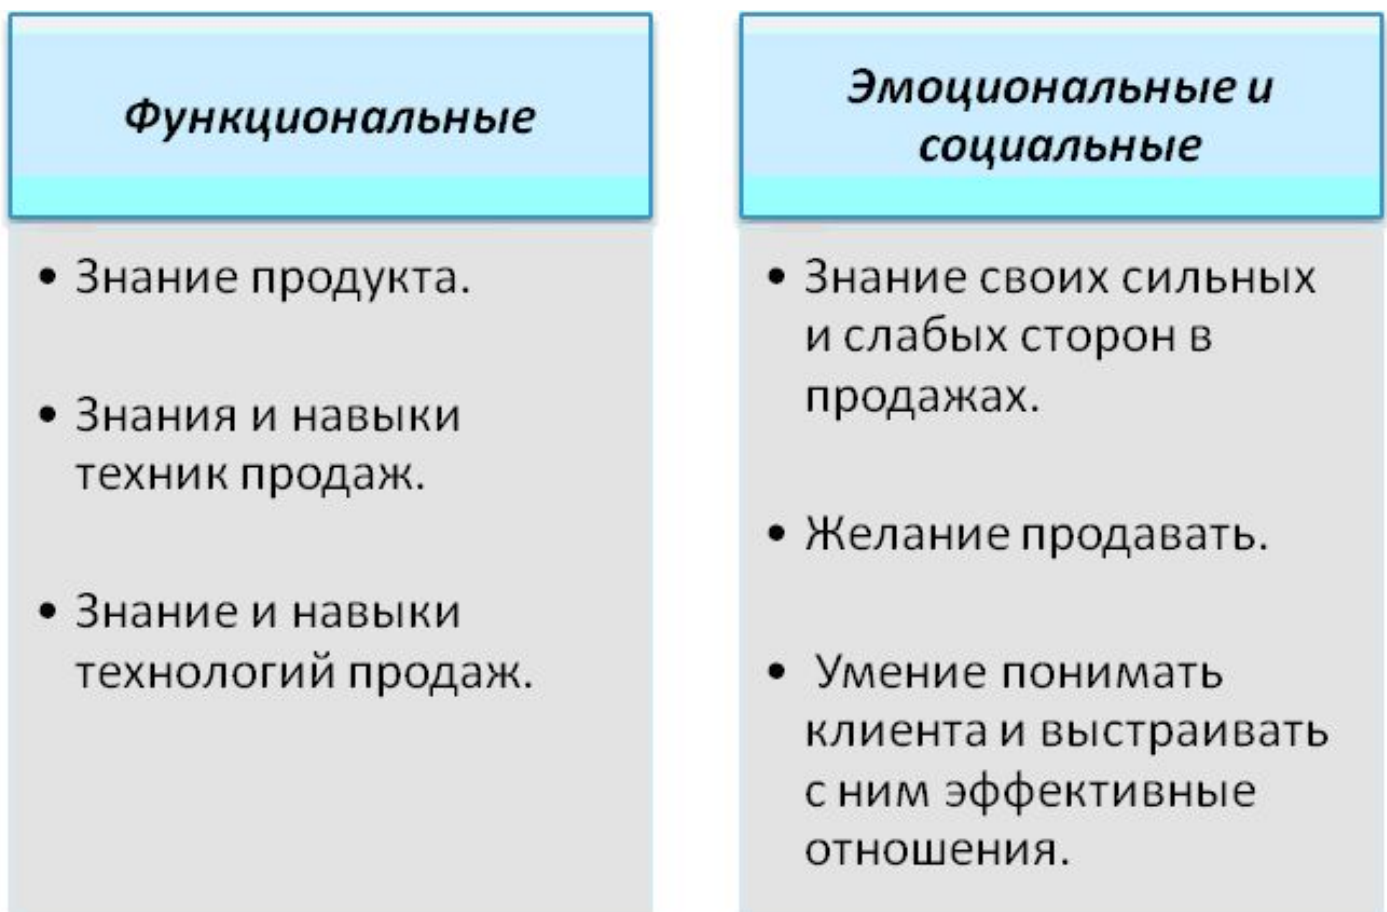 Функциональные
• Знание продукта.
• Знания и навыки
техник продаж.
• Знание и навыки
технологий продаж.
Эмоциональные и
социальные
• Знание своих сильных
и слабых сторон в
продажах.
• Желание продавать.
• Умение понимать
клиента и выстраивать
с ним эффективные
отношения.